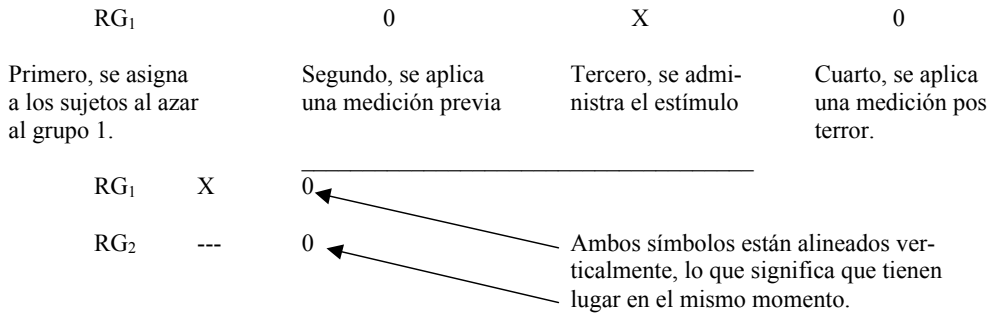 RG₁ 0 X 0
Primero, se asigna Segundo, se aplica Tercero, se admi- Cuarto, se aplica
a los sujetos al azar una medición previa nistra el estímulo una medición pos
al grupo 1. terror.
RG₁ X 0
RG₂ --- 0 Ambos símbolos están alineados ver-
ticalmente, lo que significa que tienen
lugar en el mismo momento.